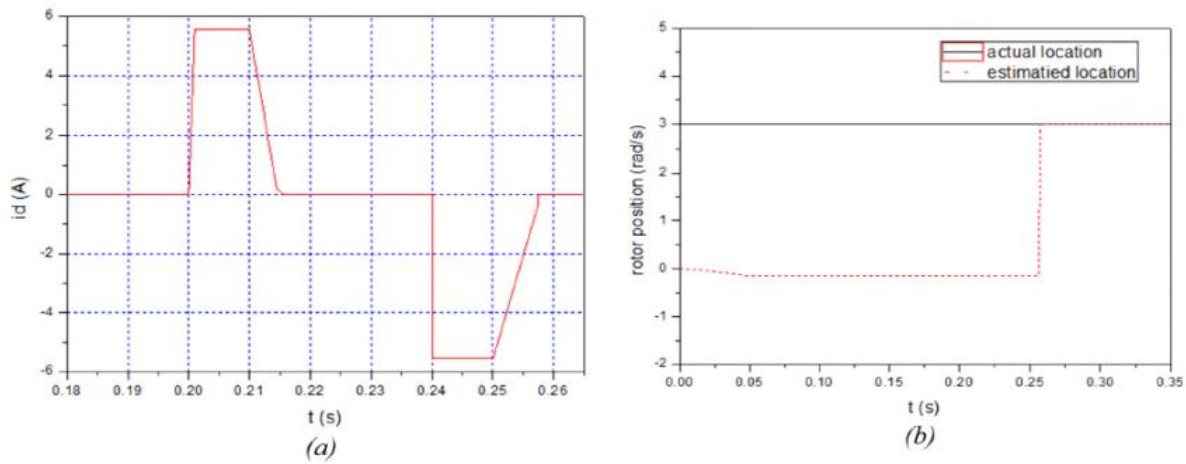 6
4
2
0
-2
-4
-6
id (A)
0.18 0.19 0.20 0.21 0.22 0.23 0.24 0.25 0.26
t (s)
(a)
5
4
3
2
1
0
-1
-2
rotor position (rad/s)
actual location
estimatied location
0.00 0.05 0.10 0.15 0.20 0.25 0.30 0.35
t (s)
(b)